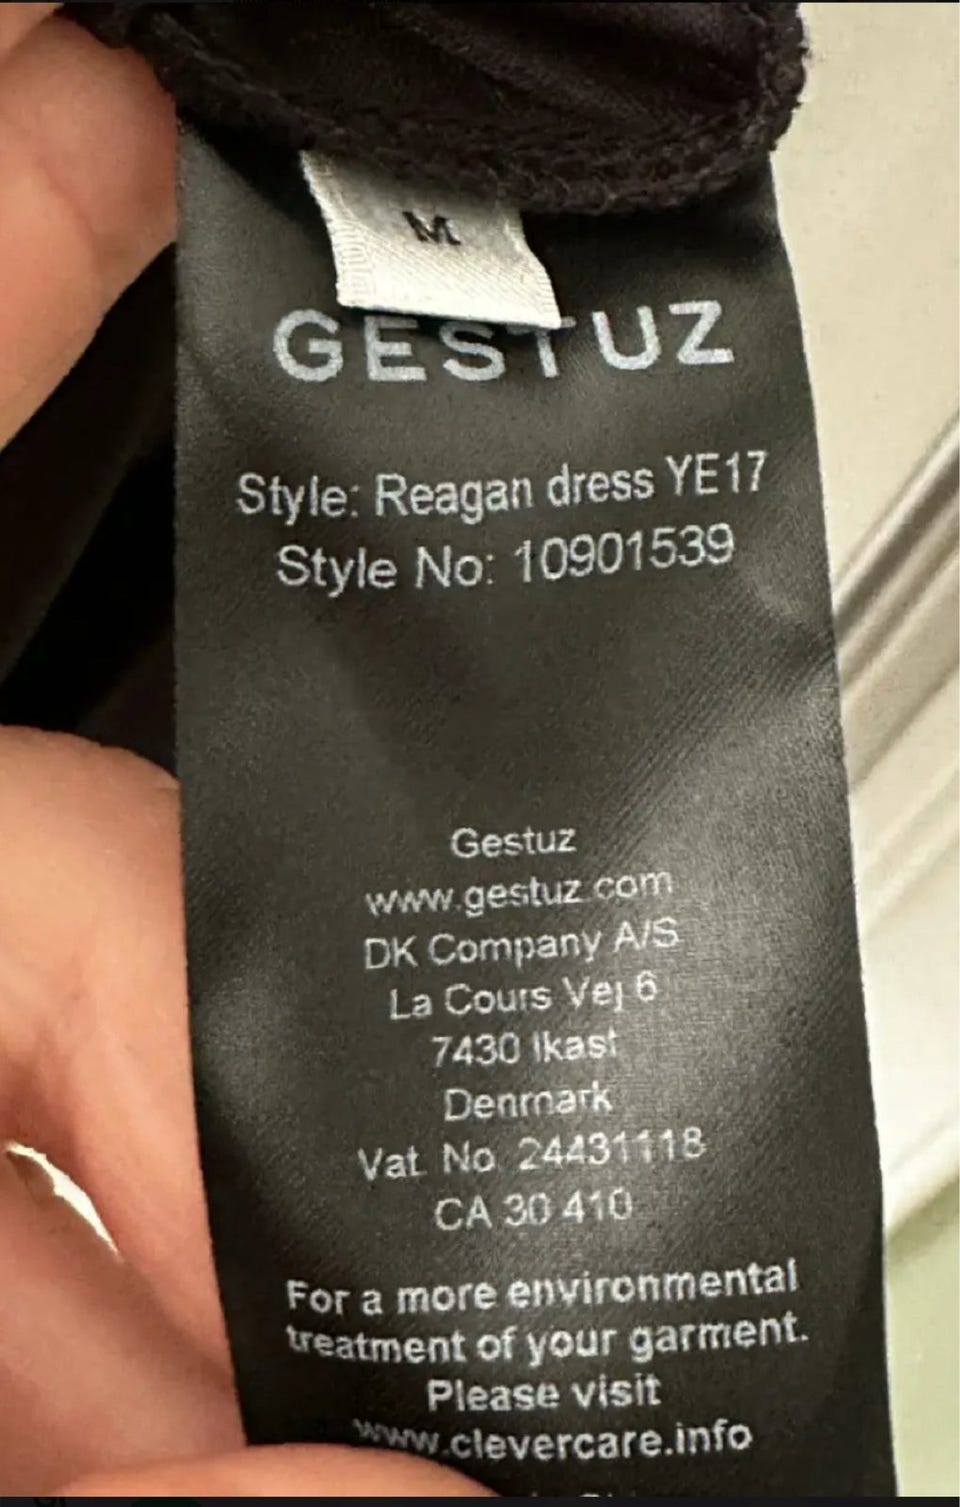 M
GESTUZ
Style: Reagan dress YE17
Style No: 10901539
Gestuz
www.gestuz.com
DK Company A/S
La Cours Vej 6
7430 Ikast
Denmark
Vat. No. 24431118
CA 30 410
For a more environmental
treatment of your garment.
Please visit
www.clevercare.info